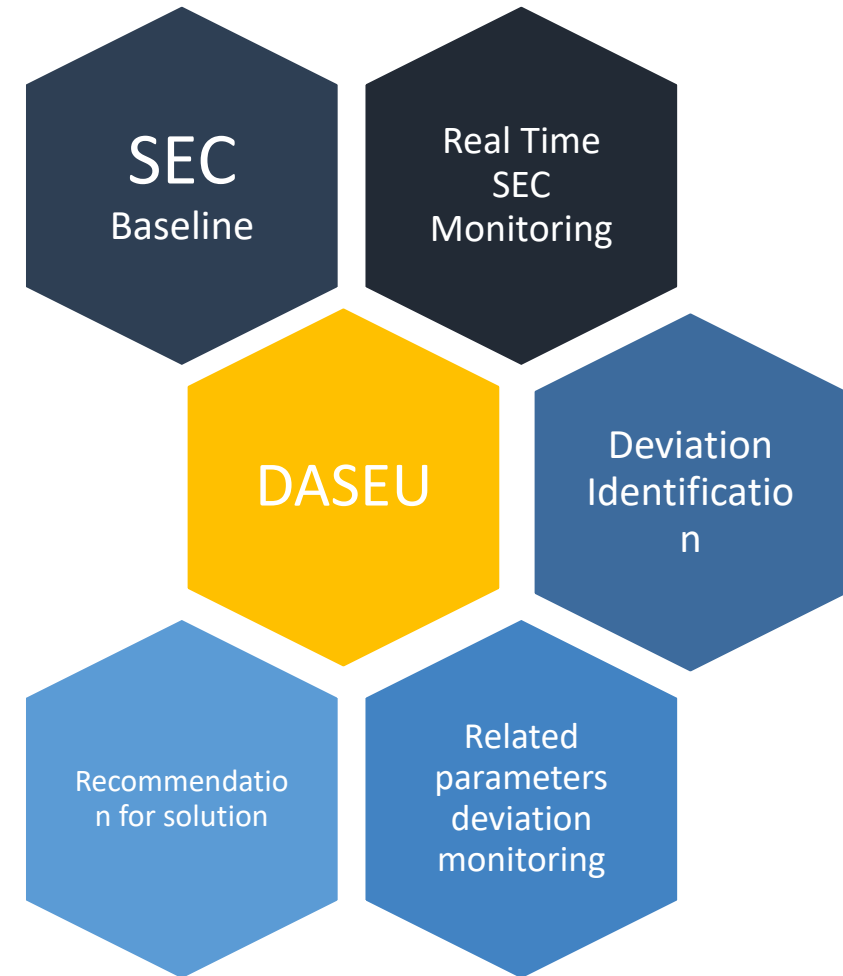 SEC
Baseline
Real Time
SEC
Monitoring
DASEU
Deviation
Identificatio
n
Recommendatio
n for solution
Related
parameters
deviation
monitoring